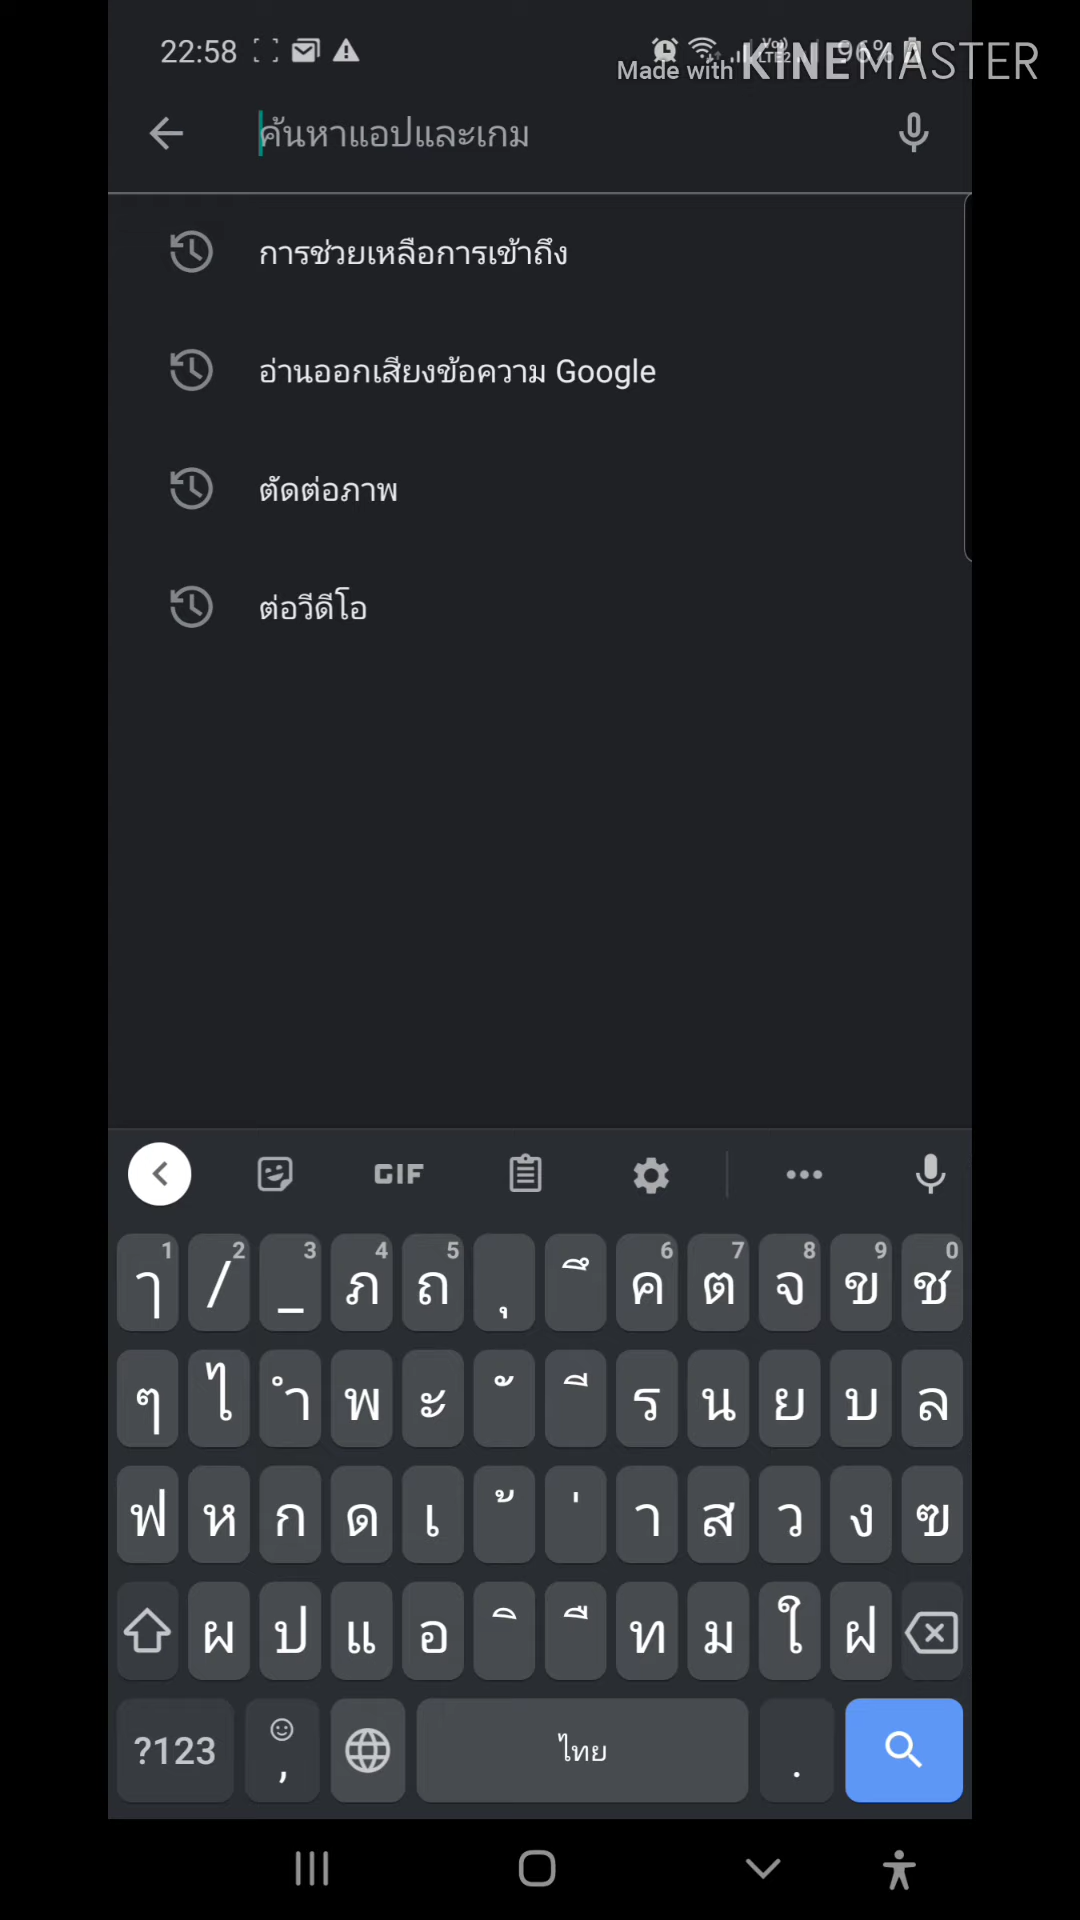 22:58
96%
Made with KINEMASTER
ค้นหาแอปและเกม
การช่วยเหลือการเข้าถึง
อ่านออกเสียงข้อความ Google
ตัดต่อภาพ
ต่อวีดีโอ
GIF
1 2 3 4 5 6 7 8 9 0
ๅ / _ ภ ถ ุ ึ ค ต จ ข ช
ๆ ไ ำ พ ะ ั ี ร น ย บ ล
ฟ ห ก ด เ ้ ่ า ส ว ง ฃ
ผ ป แ อ ิ ื ท ม ใ ฝ
?123 , ไทย .